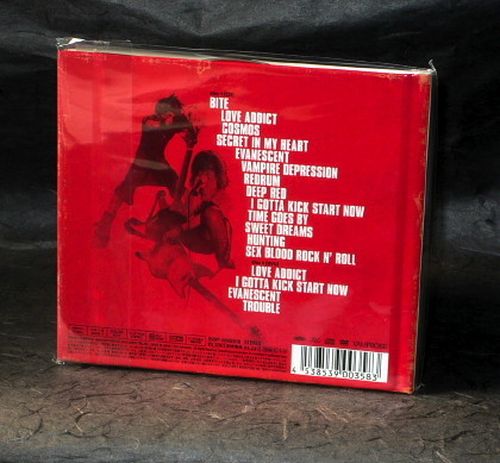 BITE
LOVE ADDICT
COSMOS
SECRET IN MY HEART
EVANESCENT
VAMPIRE DEPRESSION
REDRUM
DEEP RED
I GOTTA KICK START NOW
TIME GOES BY
SWEET DREAMS
HUNTING
SEX BLOOD ROCK N' ROLL
LOVE ADDICT
I GOTTA KICK START NOW
EVANESCENT
TROUBLE
4 538539 003583